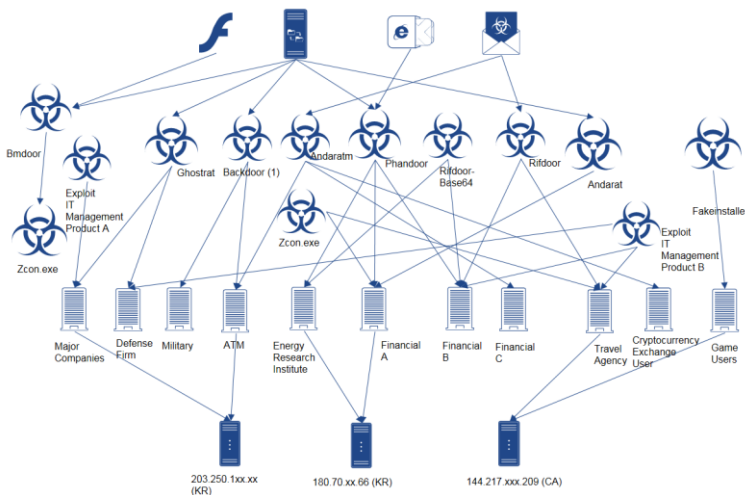 Bmdoor
Exploit
IT
Management
Product A
Ghostrat
Backdoor (1)
Andaratm
Phandoor
Rifdoor-
Base64
Rifdoor
Andarat
Fakeinstalle
Zcon.exe
Zcon.exe
Exploit
IT
Management
Product B
Major
Companies
Defense
Firm
Military
ATM
Energy
Research
Institute
Financial
A
Financial
B
Financial
C
Travel
Agency
Cryptocurrency
Exchange
User
Game
Users
203.250.1xx.xx
(KR)
180.70.xx.66 (KR)
144.217.xxx.209 (CA)